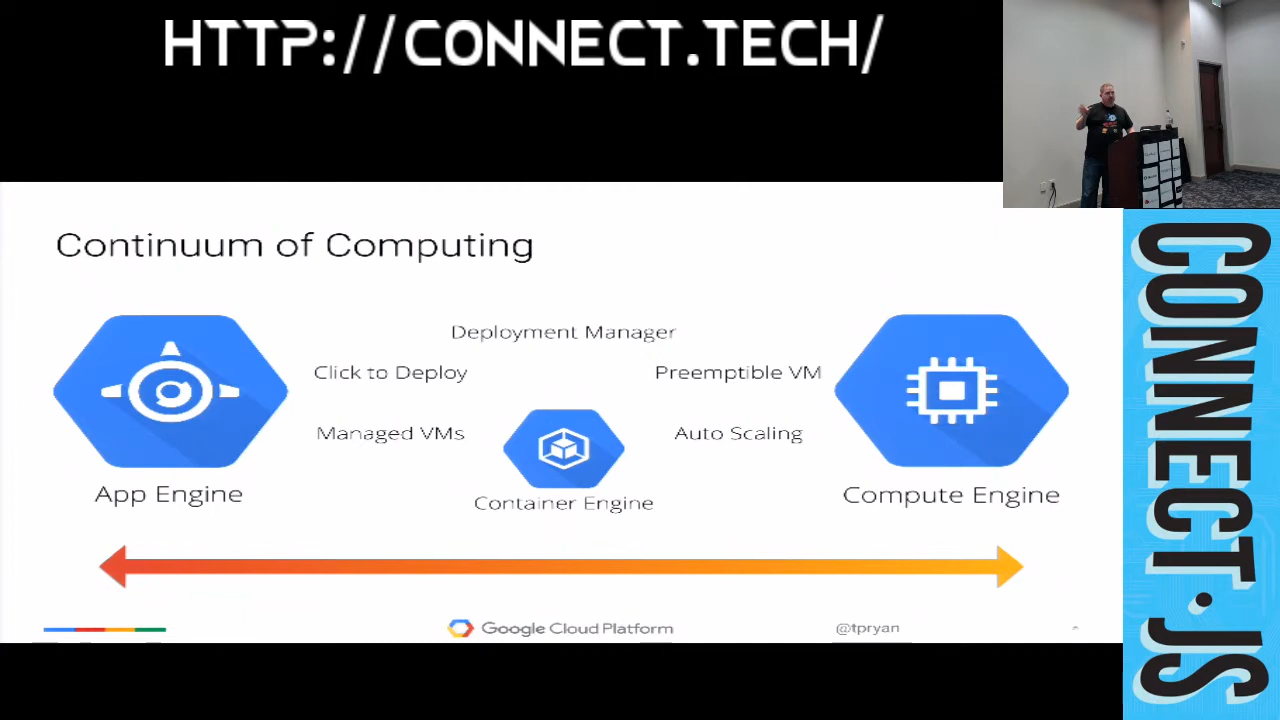 HTTP://CONNECT.TECH/
Continuum of Computing
Deployment Manager
Click to Deploy
Preemptible VM
Managed VMs
Auto Scaling
App Engine
Container Engine
Compute Engine
Google Cloud Platform
@tpryan
CONNECT.JS